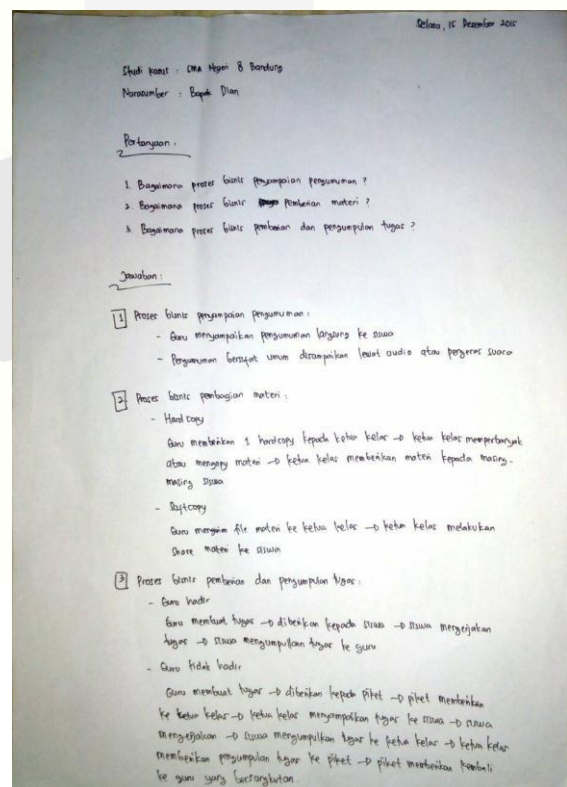 Selasa, 15 Desember 2015
Studi kasus : SMA Negeri 8 Bandung
Narasumber : Bapak Dian
Pertanyaan :
1. Bagaimana proses bisnis penyampaian pengumuman ?
2. Bagaimana proses bisnis pemberian materi ?
3. Bagaimana proses bisnis pemberian dan pengumpulan tugas ?
Jawaban :
1 Proses bisnis penyampaian pengumuman :
- Guru menyampaikan pengumuman langsung ke siswa
- Pengumuman bersifat umum disampaikan lewat audio atau pengeras suara
2 Proses bisnis pembagian materi :
- Hard copy
Guru memberikan 1 hardcopy kepada ketua kelas → ketua kelas memperbanyak
atau mengopy materi → ketua kelas memberikan materi kepada masing-
masing siswa
- Softcopy
Guru mengirim file materi ke ketua kelas → ketua kelas melakukan
share materi ke siswa
3 Proses bisnis pemberian dan pengumpulan tugas :
- Guru hadir
Guru membuat tugas → diberikan kepada siswa → siswa mengerjakan
tugas → siswa mengumpulkan tugas ke guru
- Guru tidak hadir
Guru membuat tugas → diberikan kepada piket → piket memberikan
ke ketua kelas → ketua kelas menyampaikan tugas ke siswa → siswa
mengerjakan → siswa mengumpulkan tugas ke ketua kelas → ketua kelas
memberikan pengumpulan tugas ke piket → piket memberikan kembali
ke guru yang bersangkutan.